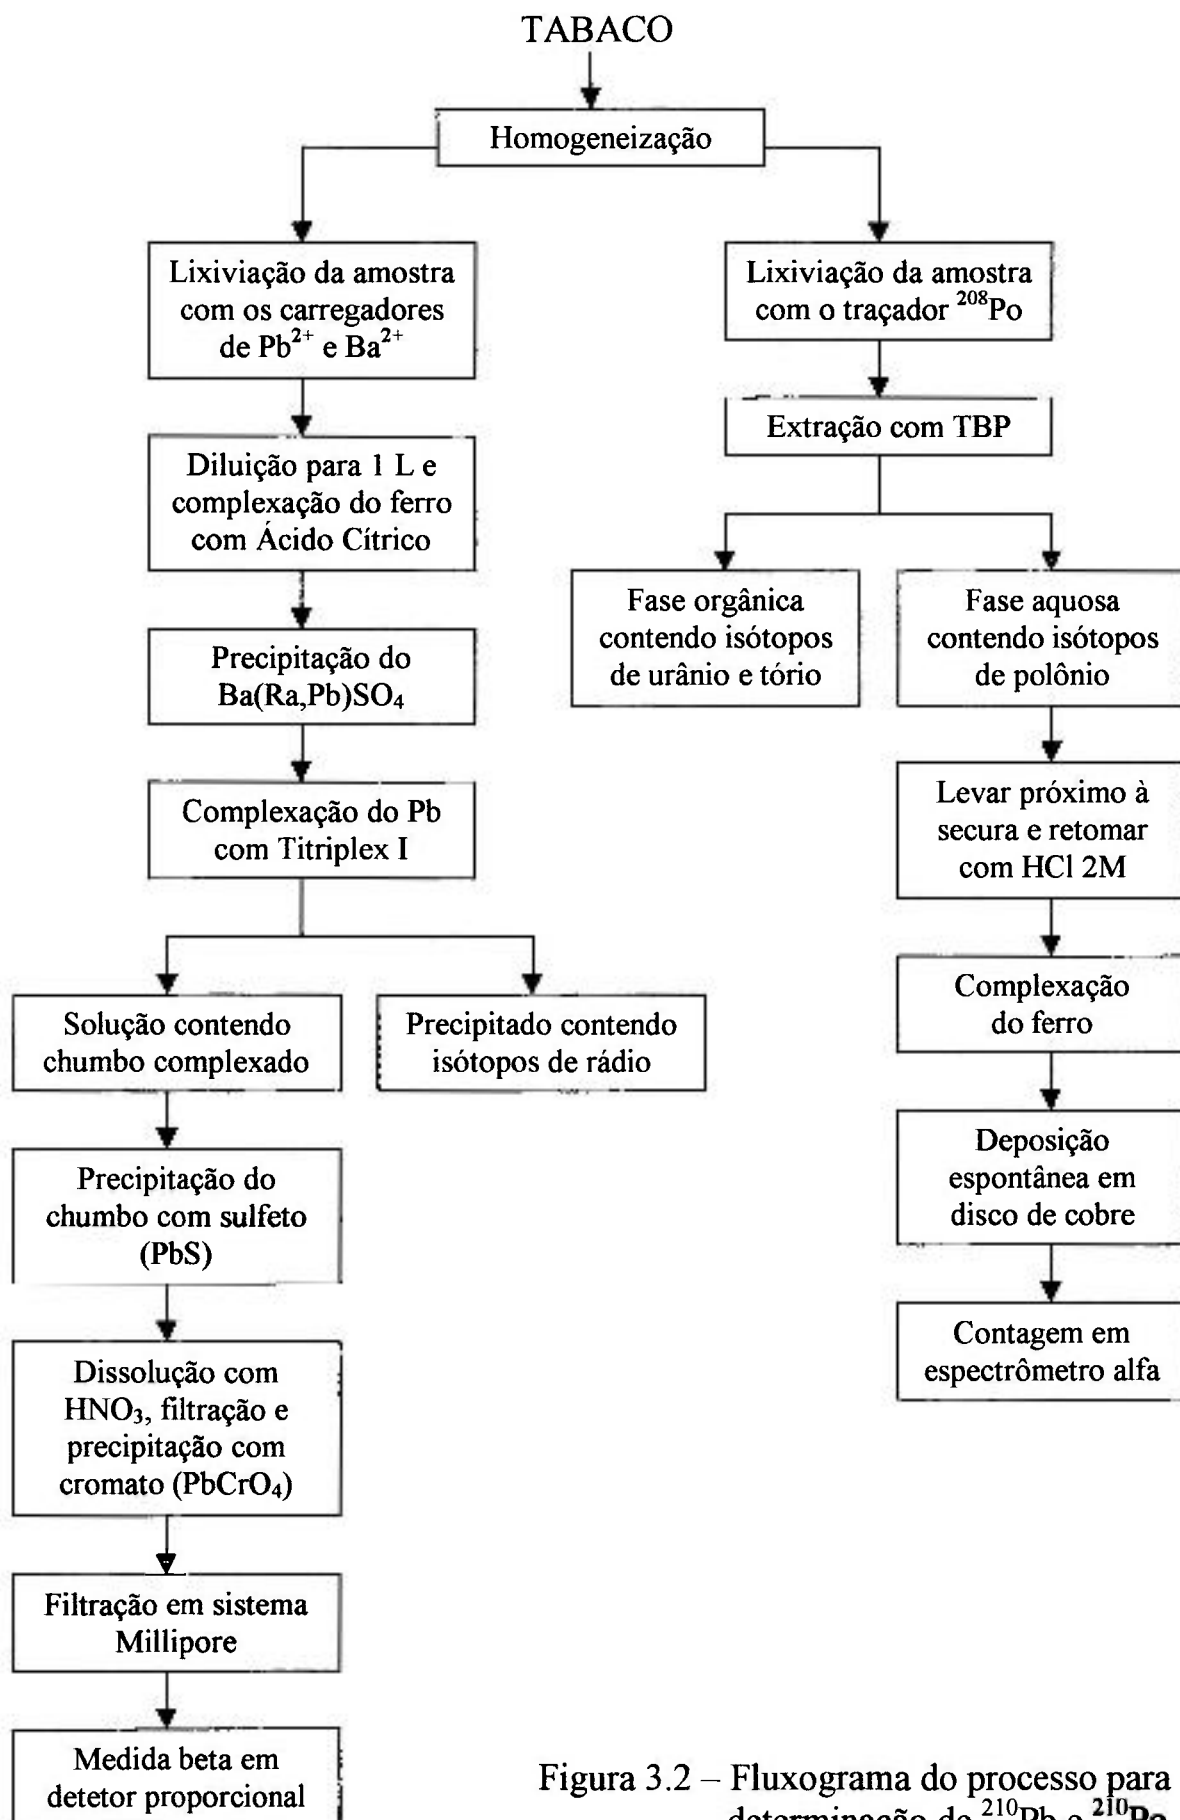 TABACO
Homogeneização
Lixiviação da amostra
com os carregadores
de Pb²⁺ e Ba²⁺
Diluição para 1 L e
complexação do ferro
com Ácido Cítrico
Precipitação do
Ba(Ra,Pb)SO₄
Complexação do Pb
com Titriplex I
Solução contendo
chumbo complexado
Precipitado contendo
isótopos de rádio
Precipitação do
chumbo com sulfeto
(PbS)
Dissolução com
HNO₃, filtração e
precipitação com
cromato (PbCrO₄)
Filtração em sistema
Millipore
Medida beta em
detetor proporcional
Lixiviação da amostra
com o traçador ²⁰⁸Po
Extração com TBP
Fase orgânica
contendo isótopos
de urânio e tório
Fase aquosa
contendo isótopos
de polônio
Levar próximo à
secura e retomar
com HCl 2M
Complexação
do ferro
Deposição
espontânea em
disco de cobre
Contagem em
espectrômetro alfa
Figura 3.2 – Fluxograma do processo para
determinação de ²¹⁰Pb e ²¹⁰Po